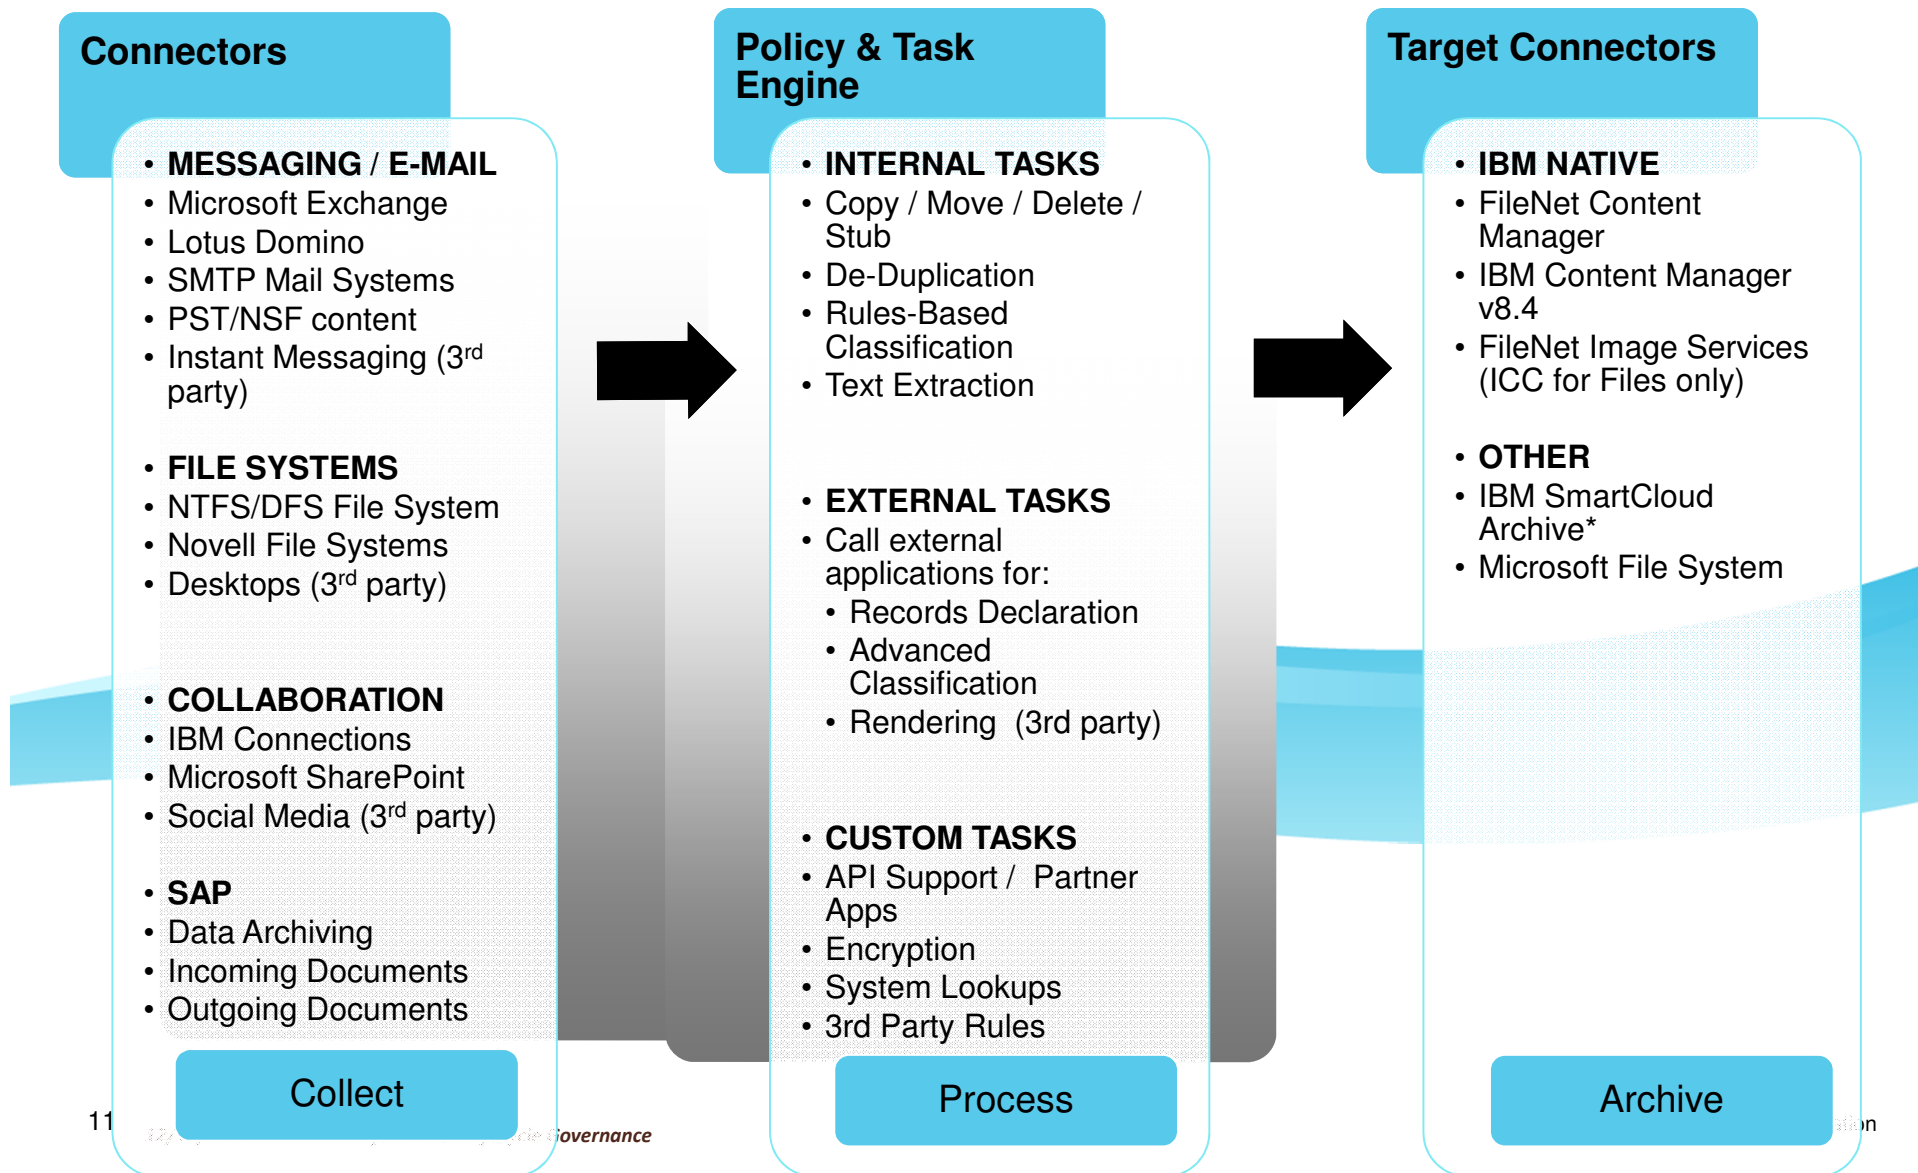 Connectors
• MESSAGING / E-MAIL
• Microsoft Exchange
• Lotus Domino
• SMTP Mail Systems
• PST/NSF content
• Instant Messaging (3rd
party)
• FILE SYSTEMS
• NTFS/DFS File System
• Novell File Systems
• Desktops (3rd party)
• COLLABORATION
• IBM Connections
• Microsoft SharePoint
• Social Media (3rd party)
• SAP
• Data Archiving
• Incoming Documents
• Outgoing Documents
Collect
Policy & Task
Engine
• INTERNAL TASKS
• Copy / Move / Delete /
Stub
• De-Duplication
• Rules-Based
Classification
• Text Extraction
• EXTERNAL TASKS
• Call external
applications for:
• Records Declaration
• Advanced
Classification
• Rendering  (3rd party)
• CUSTOM TASKS
• API Support /  Partner
Apps
• Encryption
• System Lookups
• 3rd Party Rules
Process
Target Connectors
• IBM NATIVE
• FileNet Content
Manager
• IBM Content Manager
v8.4
• FileNet Image Services
(ICC for Files only)
• OTHER
• IBM SmartCloud
Archive*
• Microsoft File System
Archive
11
Governance